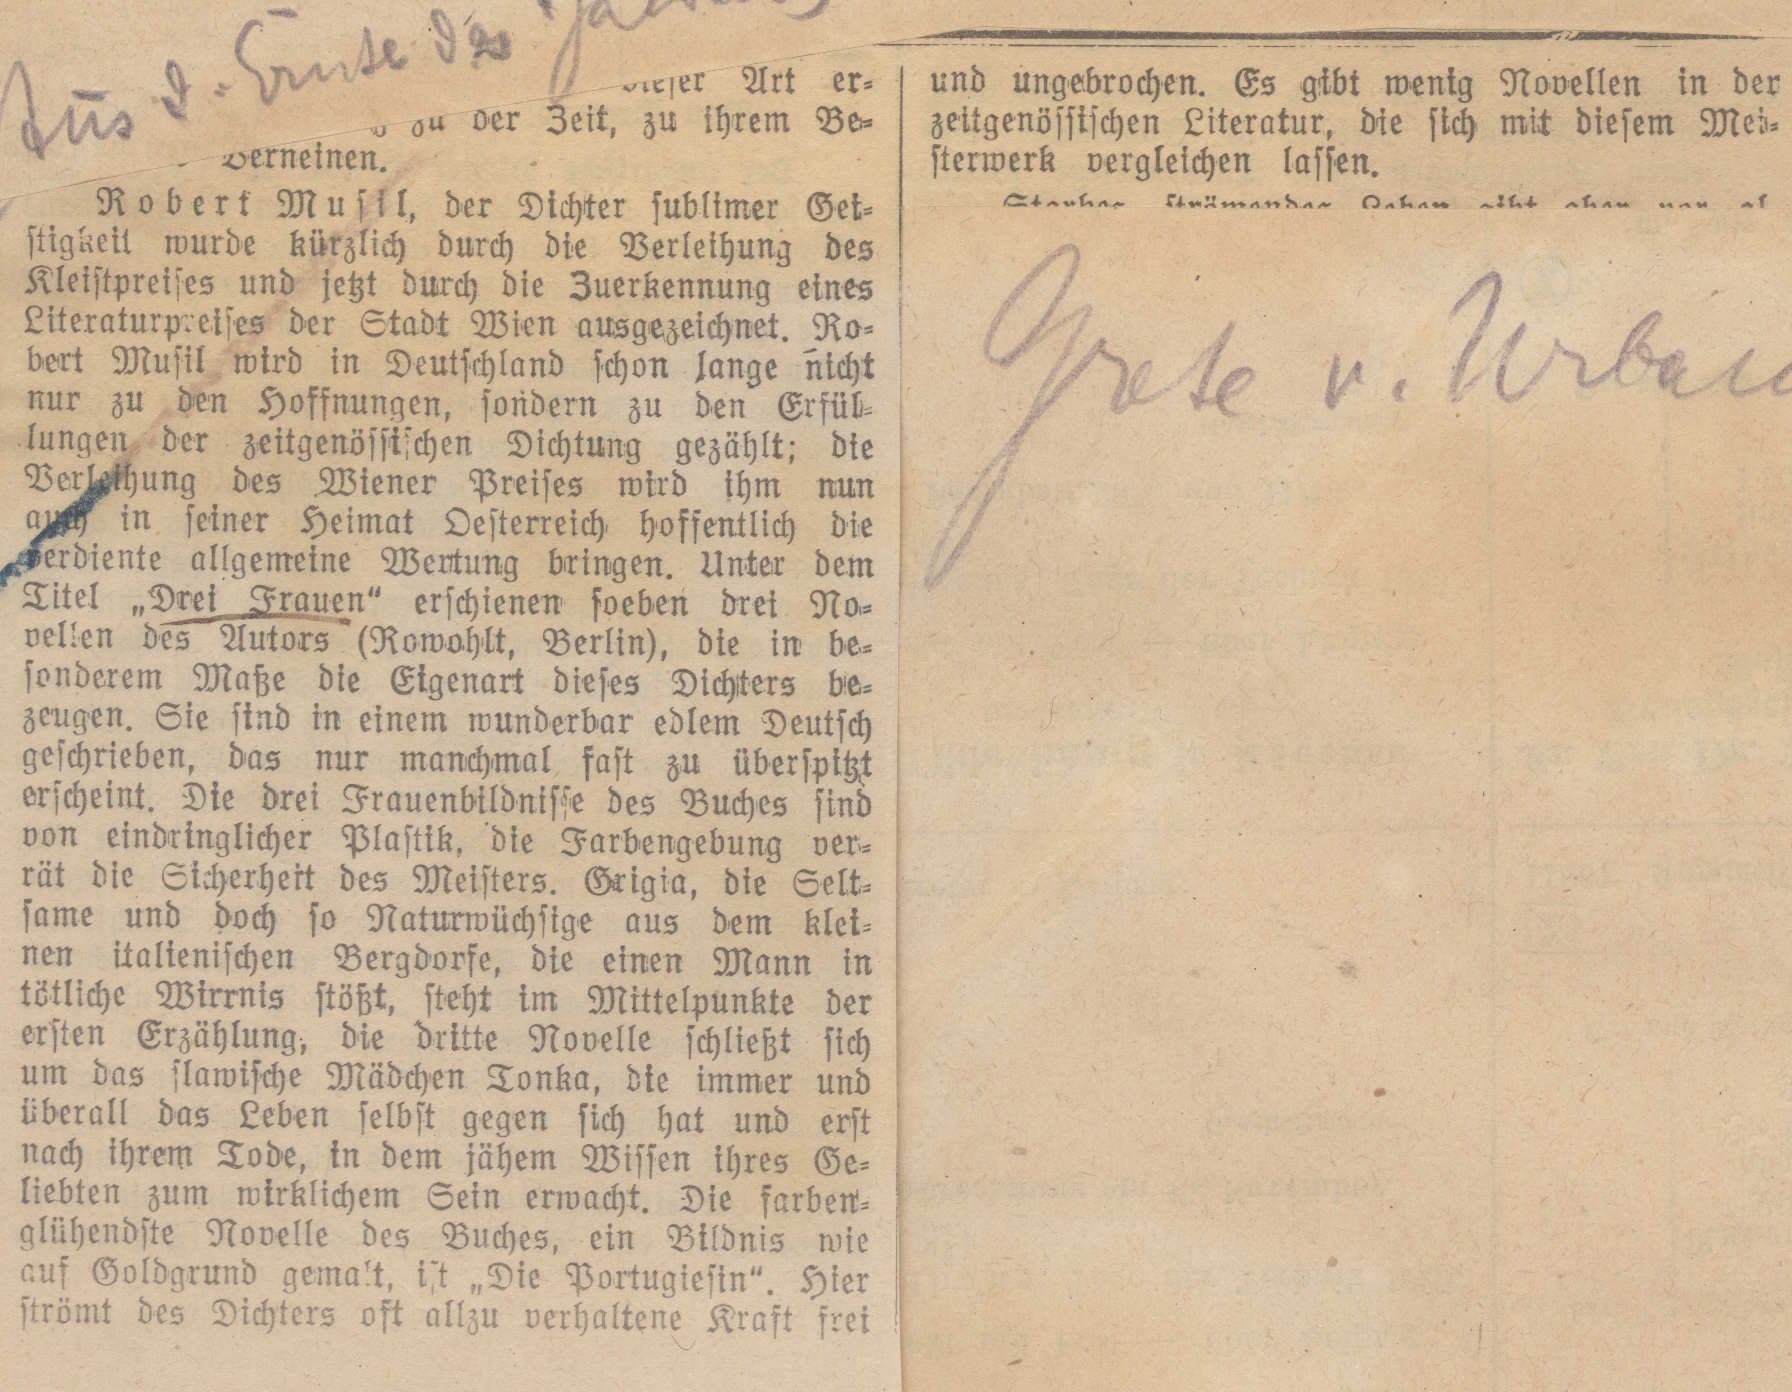 Aus d. Ernte des
dieser Art er-
zu der Zeit, zu ihrem Be-
Verneinen.
Robert Musil, der Dichter sublimer Gei-
stigkeit wurde kürzlich durch die Verleihung des
Kleistpreises und jetzt durch die Zuerkennung eines
Literaturpreises der Stadt Wien ausgezeichnet. Ro-
bert Musil wird in Deutschland schon lange nicht
nur zu den Hoffnungen, sondern zu den Erfül-
lungen der zeitgenössischen Dichtung gezählt; die
Verleihung des Wiener Preises wird ihm nun
auch in seiner Heimat Oesterreich hoffentlich die
verdiente allgemeine Wertung bringen. Unter dem
Titel „Drei Frauen“ erschienen soeben drei No-
vellen des Autors (Rowohlt, Berlin), die in be-
sonderem Maße die Eigenart dieses Dichters be-
zeugen. Sie sind in einem wunderbar edlem Deutsch
geschrieben, das nur manchmal fast zu überspitzt
erscheint. Die drei Frauenbildnisse des Buches sind
von eindringlicher Plastik, die Farbengebung ver-
rät die Sicherheit des Meisters. Grigia, die Selt-
same und doch so Naturwüchsige aus dem klei-
nen italienischen Bergdorfe, die einen Mann in
tötliche Wirrnis stößt, steht im Mittelpunkte der
ersten Erzählung, die dritte Novelle schließt sich
um das slawische Mädchen Tonka, die immer und
überall das Leben selbst gegen sich hat und erst
nach ihrem Tode, in dem jähem Wissen ihres Ge-
liebten zum wirklichem Sein erwacht. Die farben-
glühendste Novelle des Buches, ein Bildnis wie
auf Goldgrund gemalt, ist „Die Portugiesin“. Hier
strömt des Dichters oft allzu verhaltene Kraft frei
und ungebrochen. Es gibt wenig Novellen in der
zeitgenössischen Literatur, die sich mit diesem Mei-
sterwerk vergleichen lassen.
Grete v. Urban